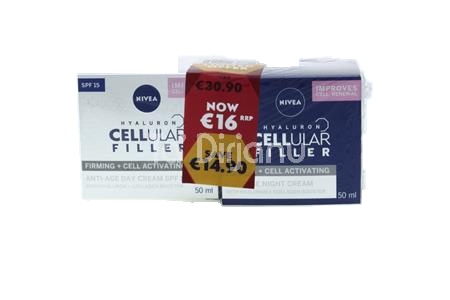 SPF 15
NIVEA
HYALURON
CELLULAR
FILLER
FIRMING + CELL ACTIVATING
ANTI-AGE DAY CREAM SPF
50 ml
€30.90
NOW
€16 RRP
SAVE
€14.90
NIVEA
IMPROVES
CELL RENEWAL
HYALURON
CELLULAR
FILLER
+ CELL ACTIVATING
NIGHT CREAM
50 ml